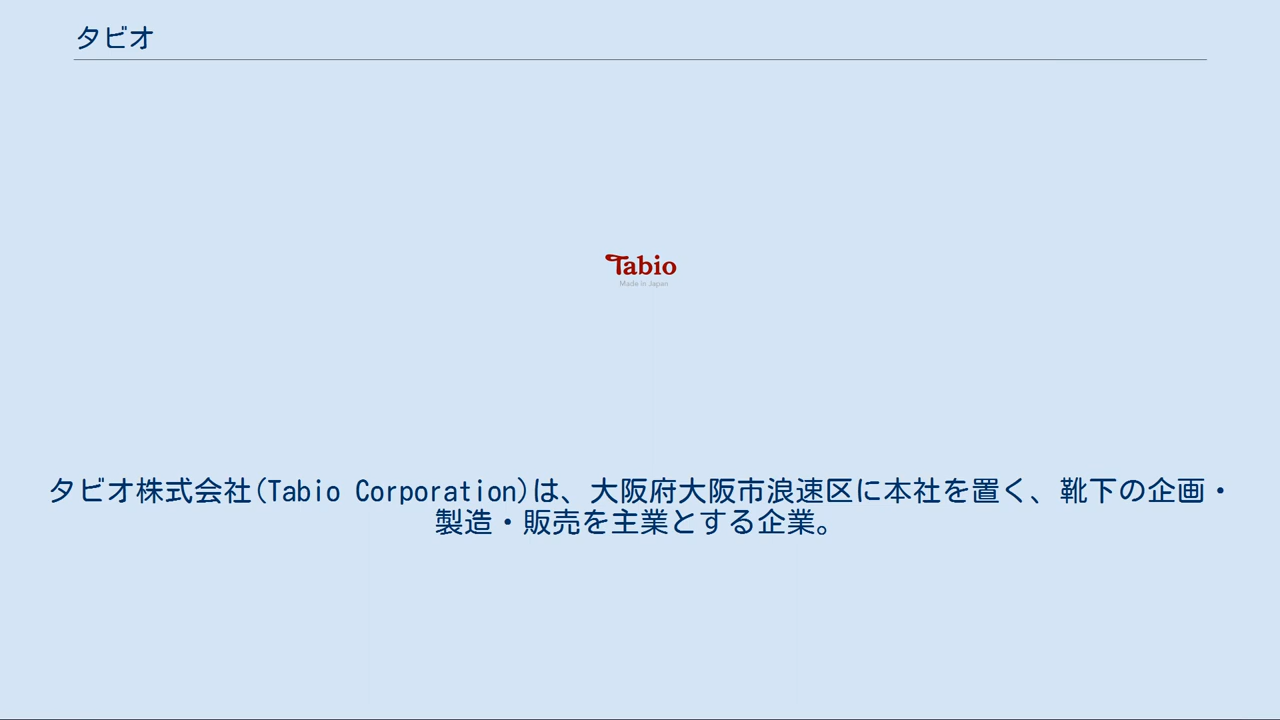 タビオ
Tabio
Made in Japan
タビオ株式会社(Tabio Corporation)は、大阪府大阪市浪速区に本社を置く、靴下の企画・
製造・販売を主業とする企業。